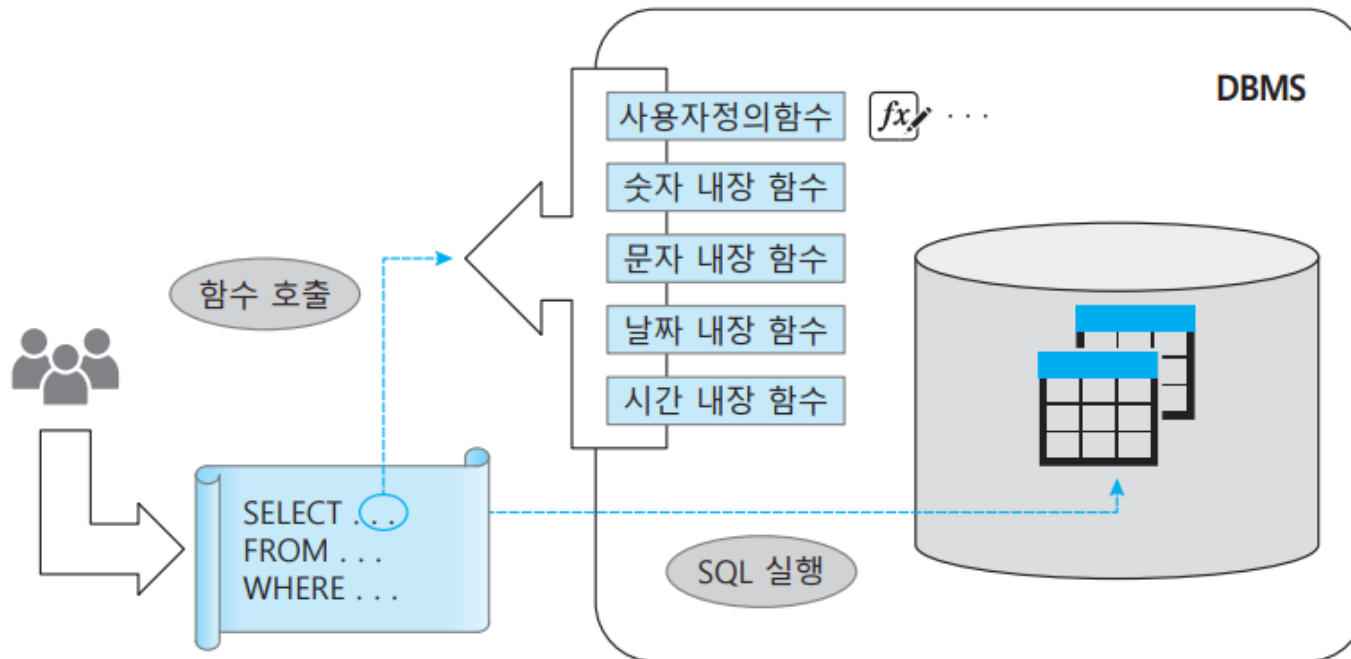 DBMS
사용자정의함수
fx
· · ·
숫자 내장 함수
문자 내장 함수
함수 호출
날짜 내장 함수
시간 내장 함수
SELECT . . .
FROM . . .
WHERE . . .
SQL 실행